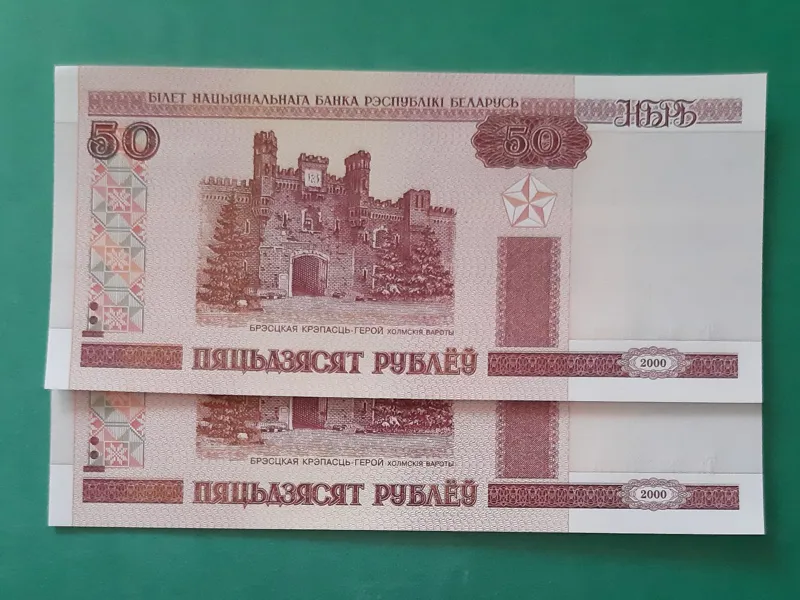 БІЛЕТ НАЦЫЯНАЛЬНАГА БАНКА РЭСПУБЛІКІ БЕЛАРУСЬ
НБРБ
50
50
БРЭСЦКАЯ КРЭПАСЦЬ-ГЕРОЙ ХОЛМСКІЯ ВАРОТЫ
ПЯЦЬДЗЯСЯТ РУБЛЁЎ
2000
БРЭСЦКАЯ КРЭПАСЦЬ-ГЕРОЙ ХОЛМСКІЯ ВАРОТЫ
ПЯЦЬДЗЯСЯТ РУБЛЁЎ
2000